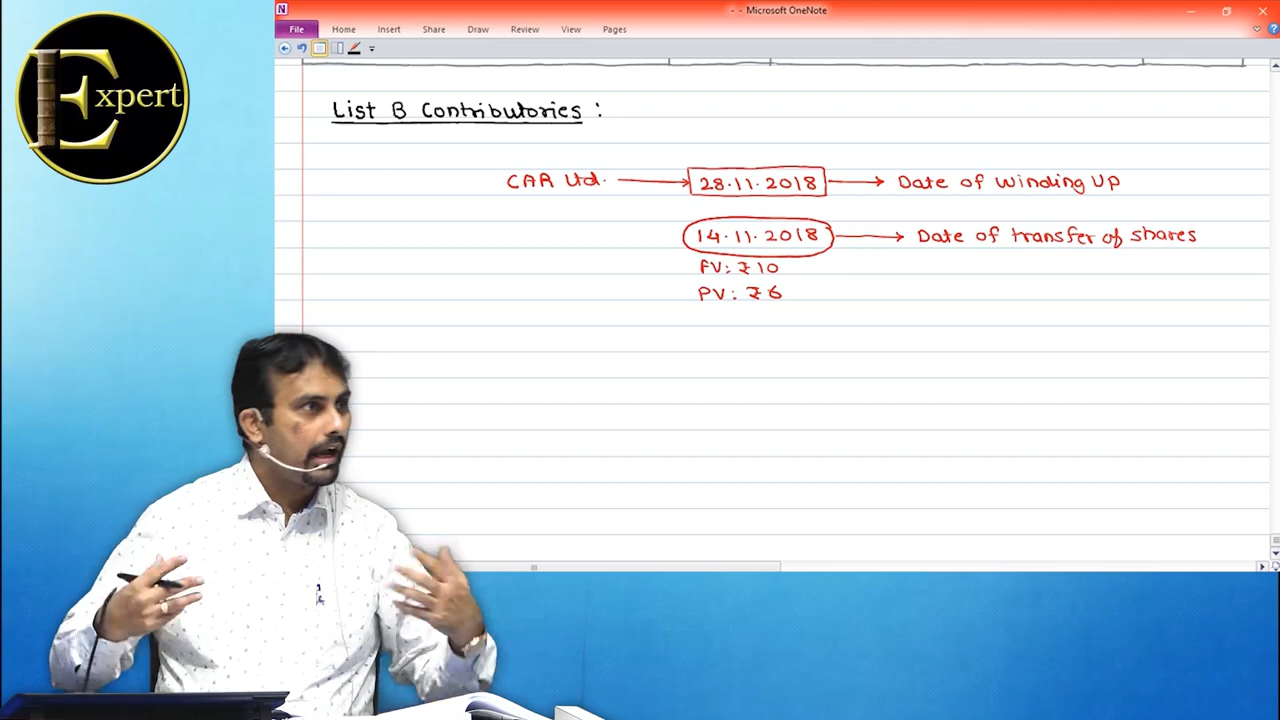 Expert
- - Microsoft OneNote
File Home Insert Share Draw Review View Pages
List B Contributories :
CAR Ltd. → 28.11.2018 → Date of Winding Up
14.11.2018 → Date of transfer of shares
FV: ₹10
PV: ₹6